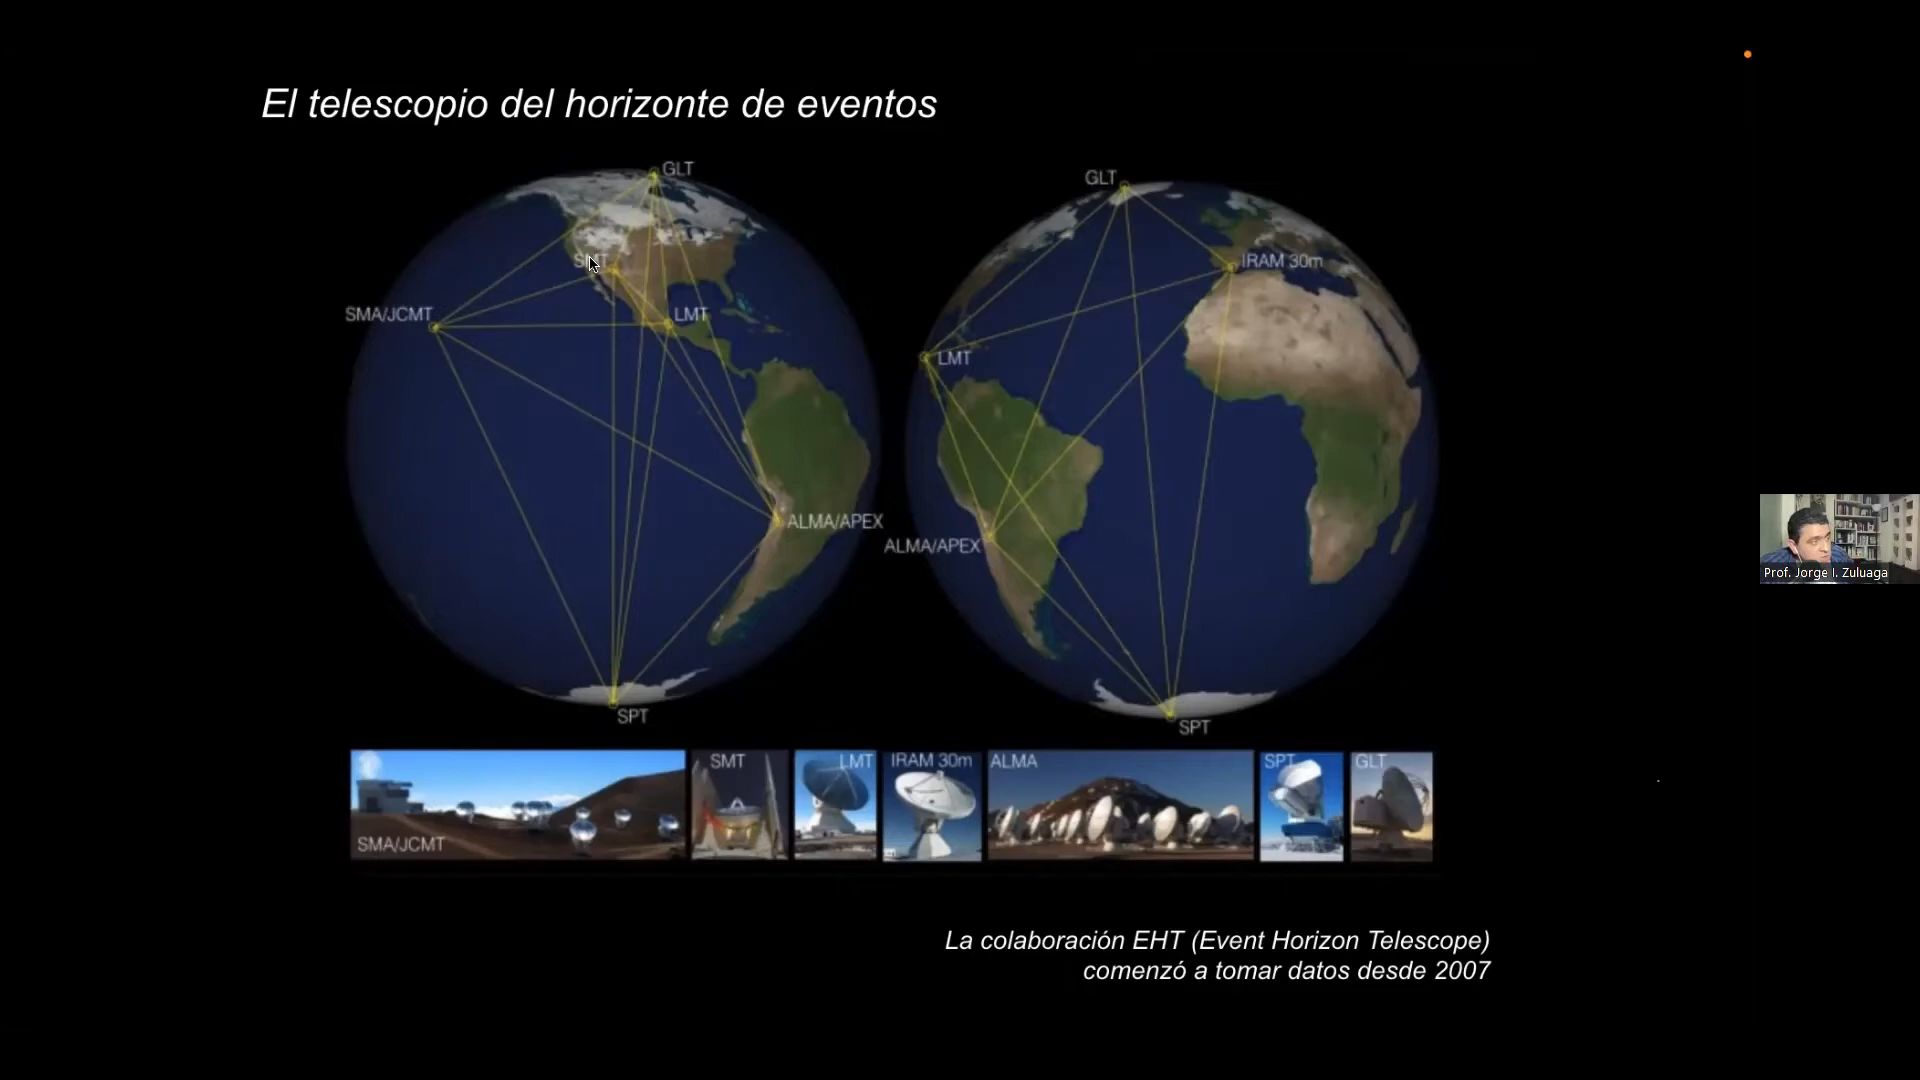 El telescopio del horizonte de eventos
GLT
GLT
SMT
IRAM 30m
SMA/JCMT
LMT
LMT
ALMA/APEX
ALMA/APEX
SPT
SPT
SMA/JCMT
SMT
LMT
IRAM 30m
ALMA
SPT
GLT
Prof. Jorge I. Zuluaga
La colaboración EHT (Event Horizon Telescope)
comenzó a tomar datos desde 2007